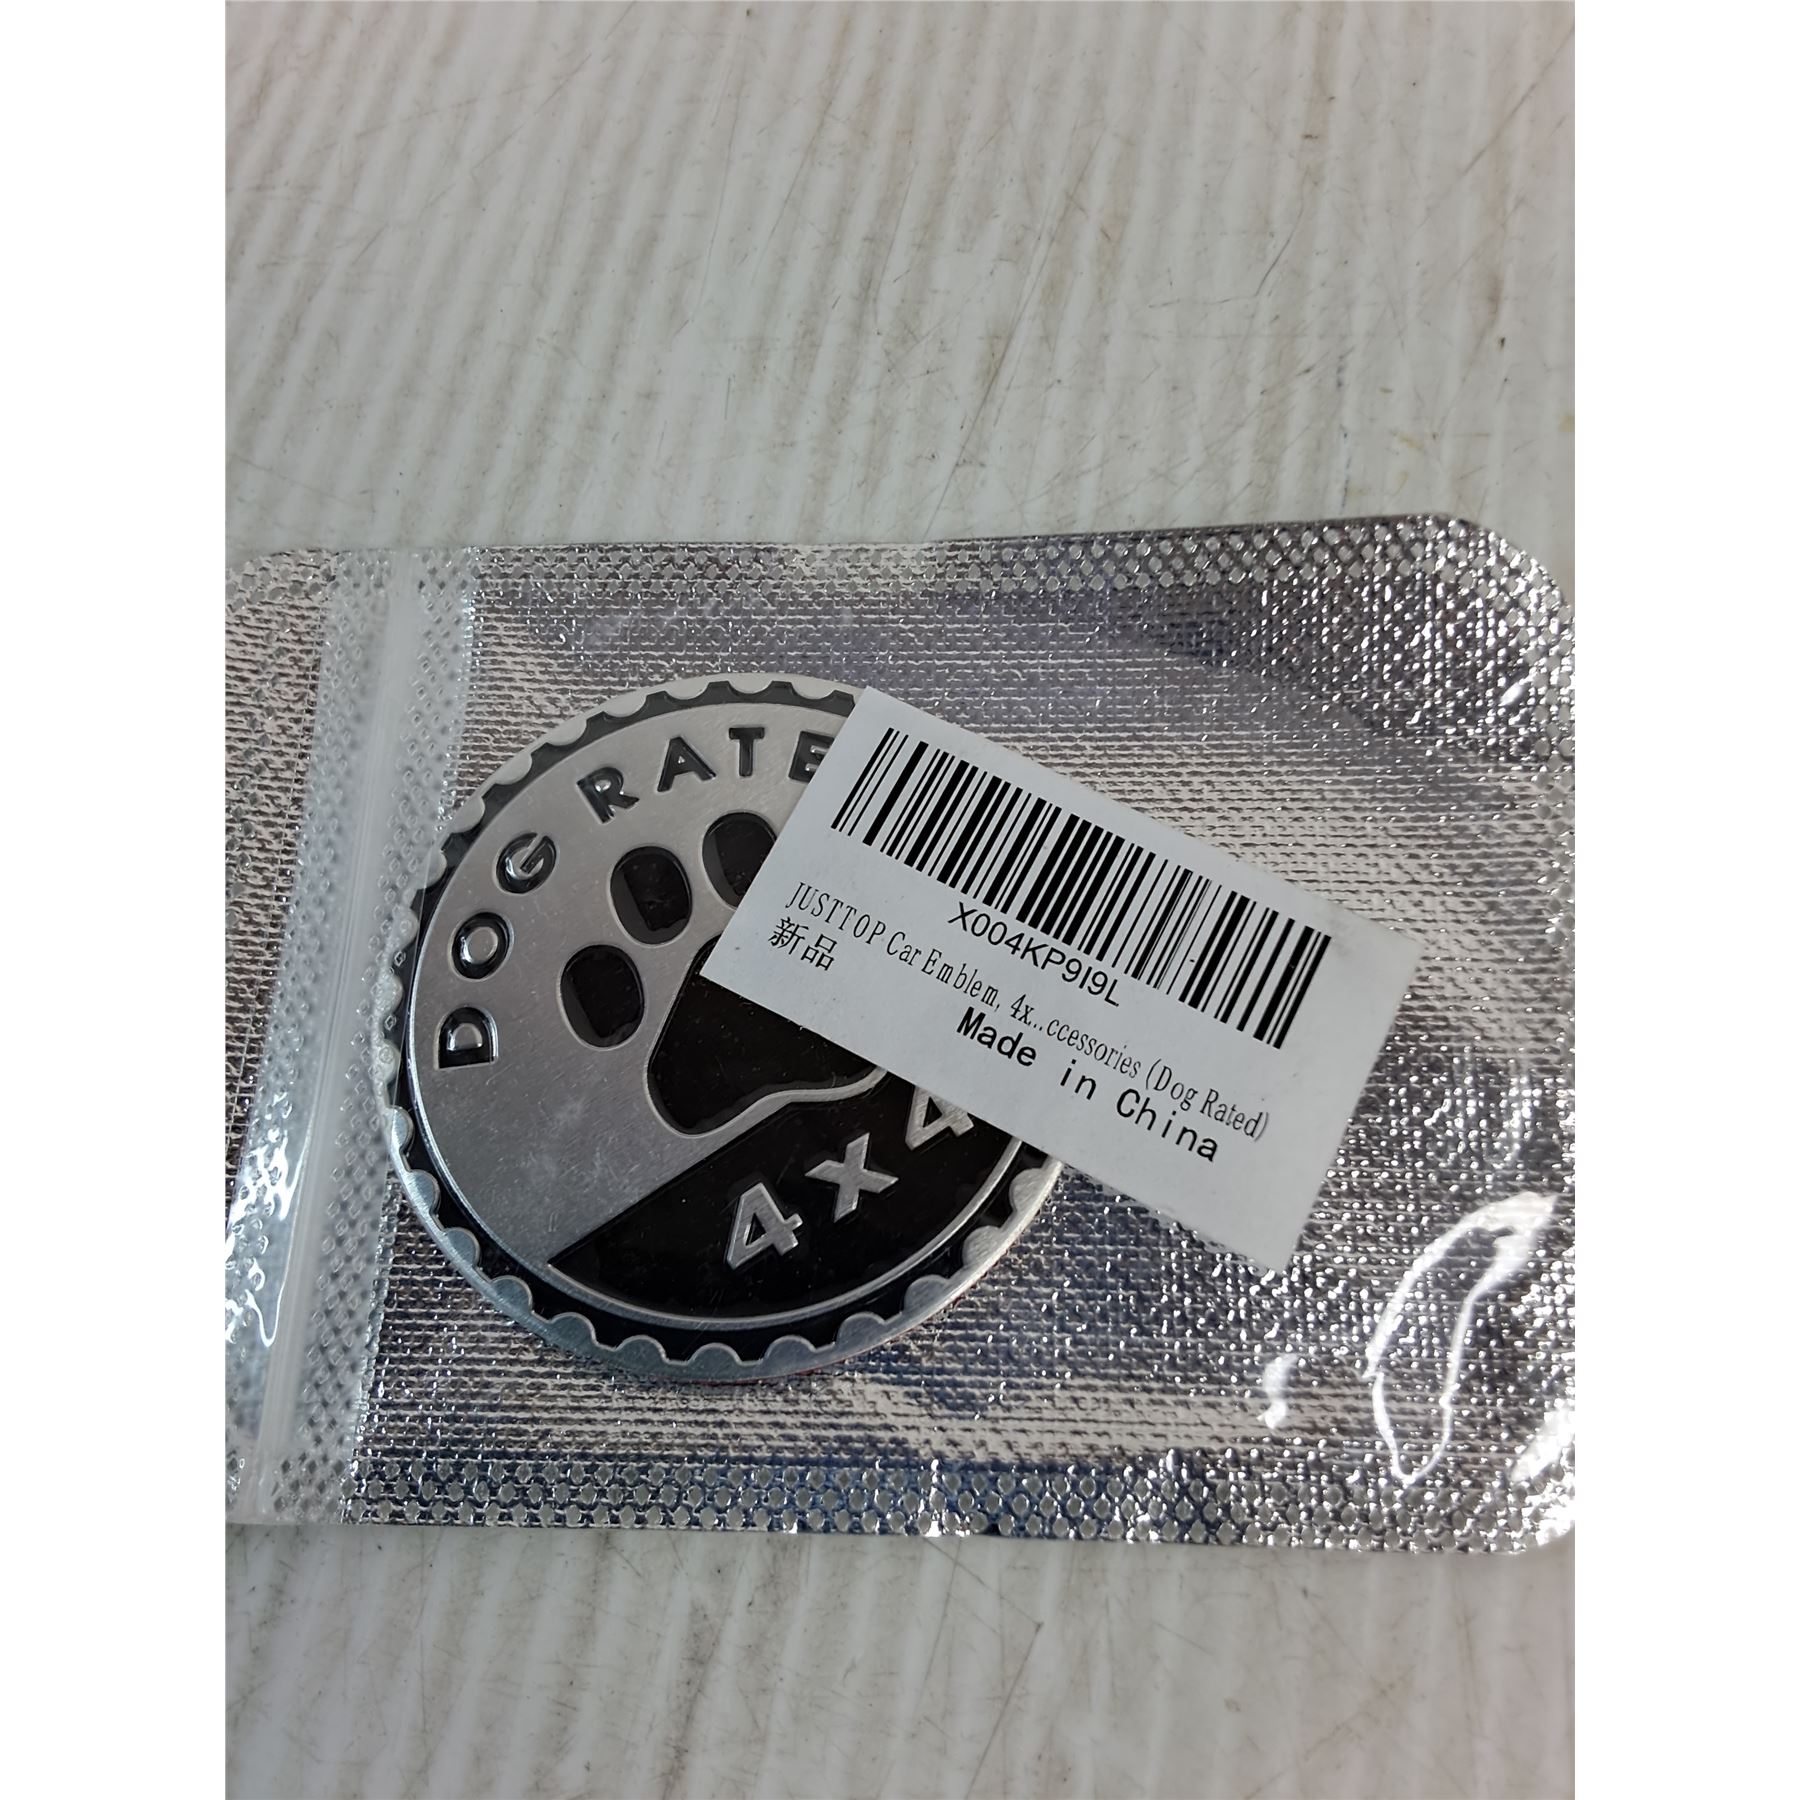 DOG RATE
4x4
X004KP9I9L
JUSTTOP Car Emblem, 4x...ccessories (Dog Rated)
新品
Made in China